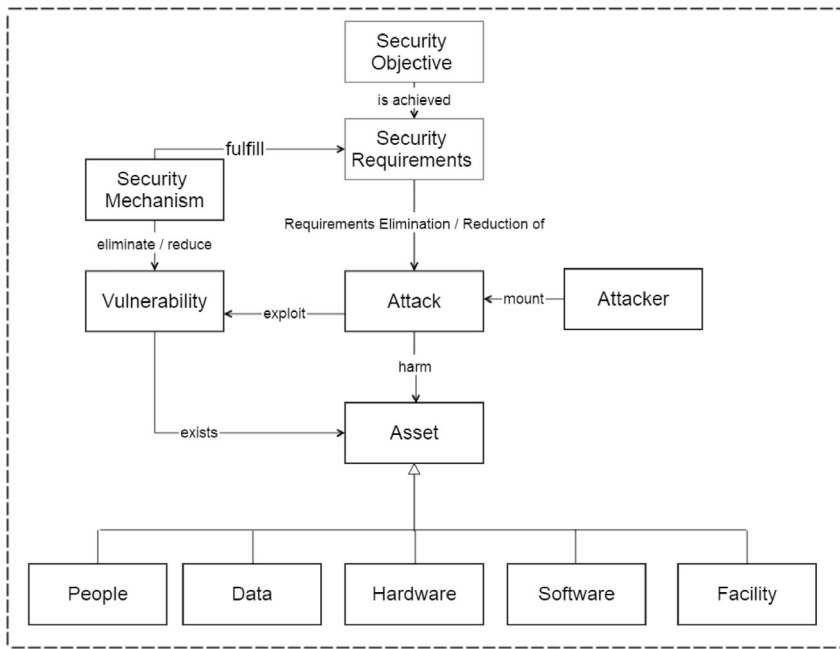 Security
Objective
is achieved
fulfill
Security
Requirements
Security
Mechanism
Requirements Elimination / Reduction of
eliminate / reduce
Vulnerability
exploit
Attack
mount
Attacker
harm
exists
Asset
People
Data
Hardware
Software
Facility